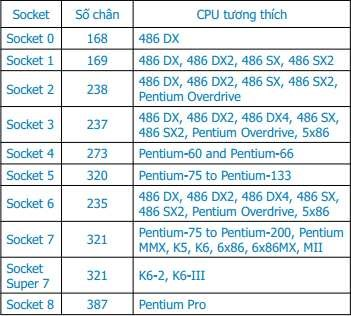 Socket Số chân CPU tương thích
Socket 0 168 486 DX
Socket 1 169 486 DX, 486 DX2, 486 SX, 486 SX2
Socket 2 238 486 DX, 486 DX2, 486 SX, 486 SX2,
Pentium Overdrive
Socket 3 237 486 DX, 486 DX2, 486 DX4, 486 SX,
486 SX2, Pentium Overdrive, 5x86
Socket 4 273 Pentium-60 and Pentium-66
Socket 5 320 Pentium-75 to Pentium-133
Socket 6 235 486 DX, 486 DX2, 486 DX4, 486 SX,
486 SX2, Pentium Overdrive, 5x86
Socket 7 321 Pentium-75 to Pentium-200, Pentium
MMX, K5, K6, 6x86, 6x86MX, MII
Socket
Super 7 321 K6-2, K6-III
Socket 8 387 Pentium Pro